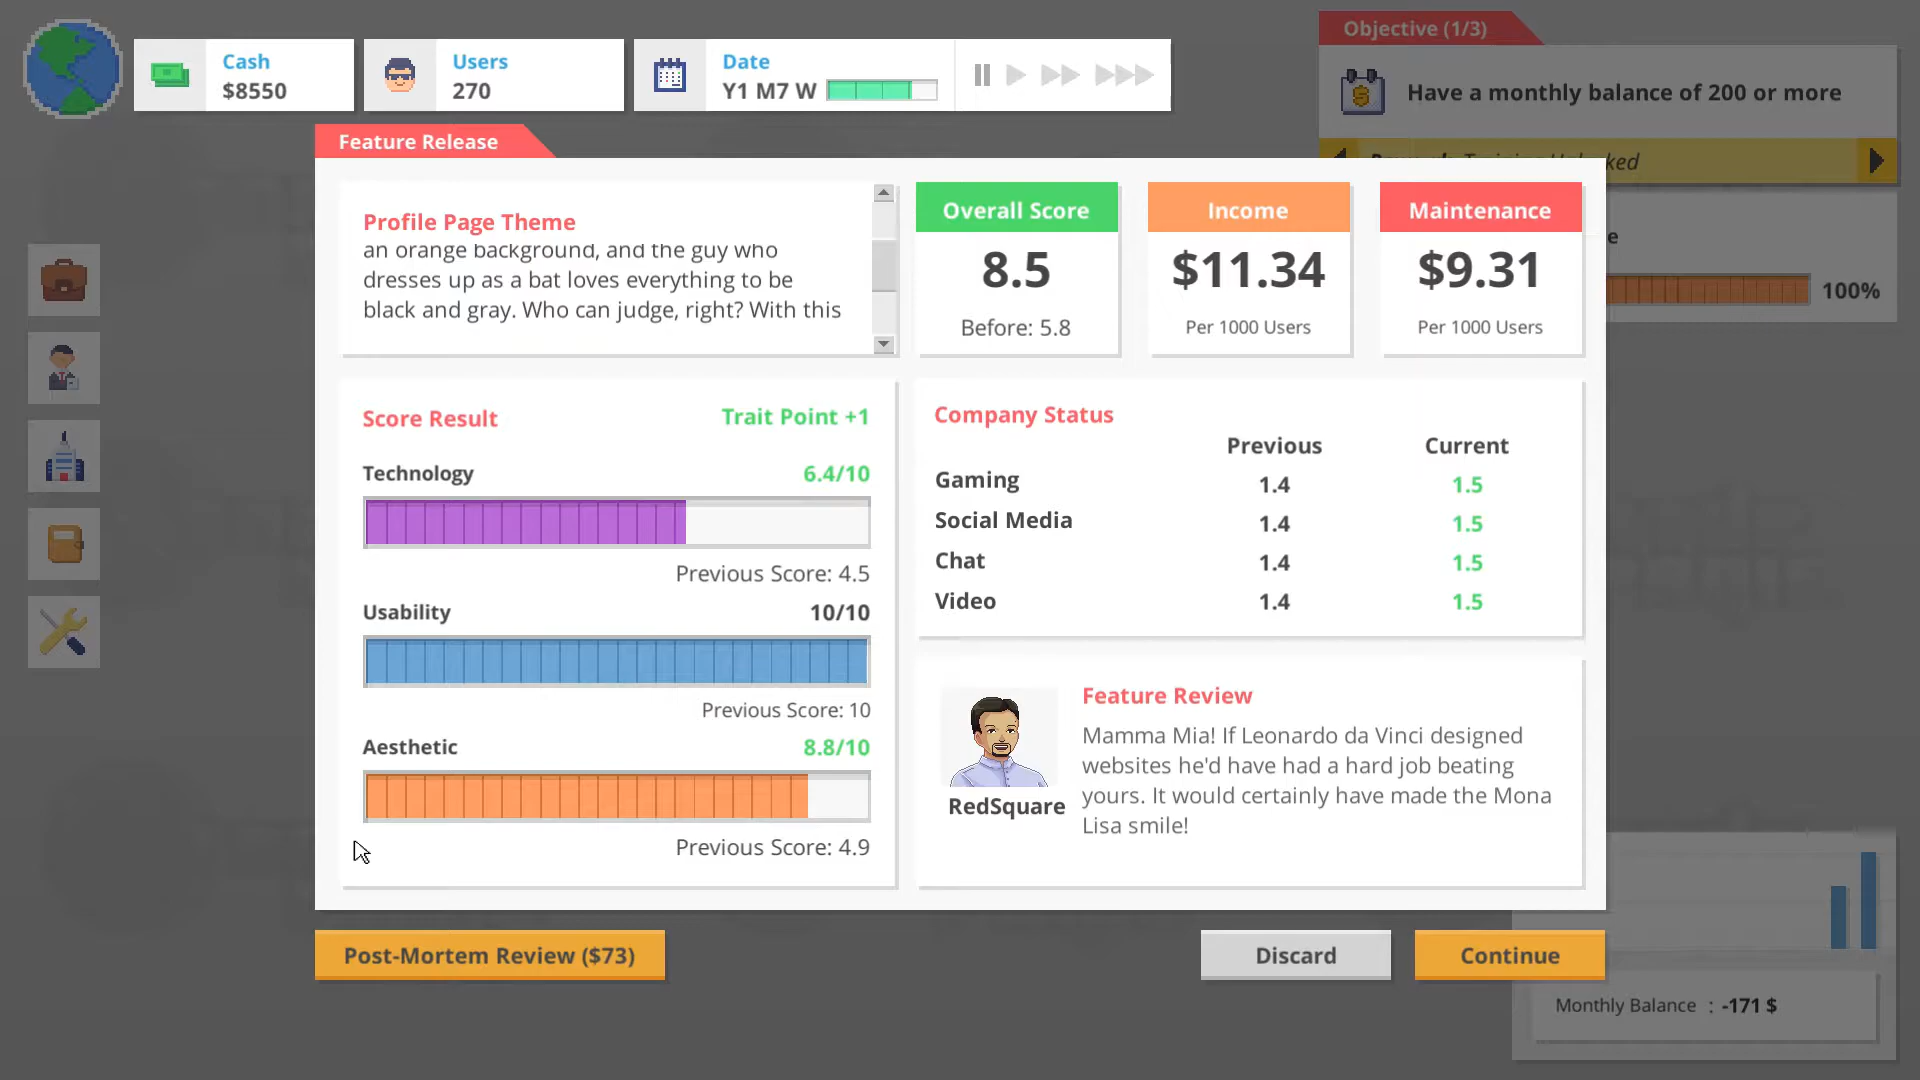 Cash
$8550
Users
270
Date
Y1 M7 W
Objective (1/3)
Have a monthly balance of 200 or more
Feature Release
Profile Page Theme
an orange background, and the guy who
dresses up as a bat loves everything to be
black and gray. Who can judge, right? With this
Overall Score
8.5
Before: 5.8
Income
$11.34
Per 1000 Users
Maintenance
$9.31
Per 1000 Users
100%
Score Result
Trait Point +1
Technology
6.4/10
Previous Score: 4.5
Usability
10/10
Previous Score: 10
Aesthetic
8.8/10
Previous Score: 4.9
Company Status
Previous
Current
Gaming
1.4
1.5
Social Media
1.4
1.5
Chat
1.4
1.5
Video
1.4
1.5
RedSquare
Feature Review
Mamma Mia! If Leonardo da Vinci designed
websites he'd have had a hard job beating
yours. It would certainly have made the Mona
Lisa smile!
Post-Mortem Review ($73)
Discard
Continue
Monthly Balance : -171 $